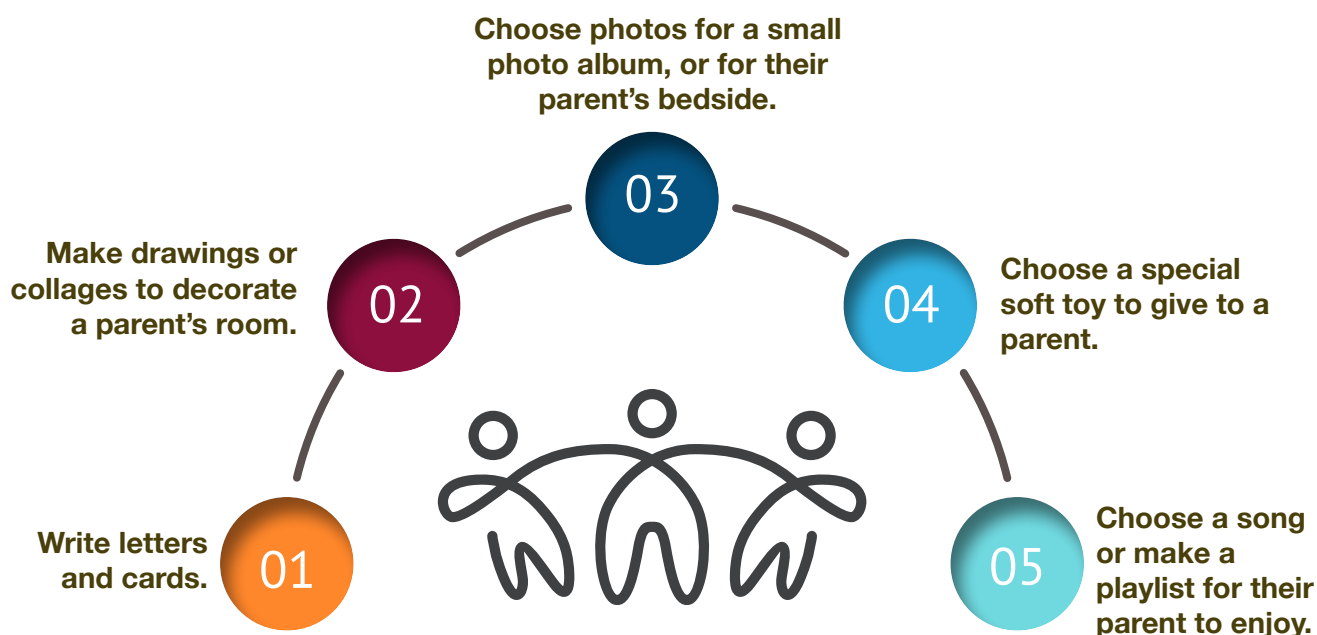 01
Write letters
and cards.
02
Make drawings or
collages to decorate
a parent’s room.
03
Choose photos for a small
photo album, or for their
parent’s bedside.
04
Choose a special
soft toy to give to a
parent.
05
Choose a song
or make a
playlist for their
parent to enjoy.